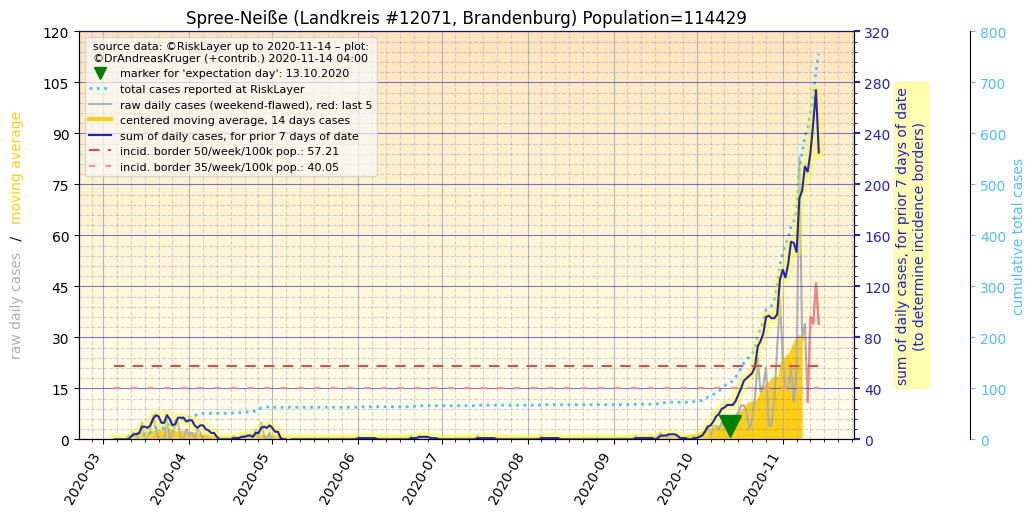 Spree-Neiße (Landkreis #12071, Brandenburg) Population=114429
source data: ©RiskLayer up to 2020-11-14 – plot:
©DrAndreasKruger (+contrib.) 2020-11-14 04:00
marker for 'expectation day': 13.10.2020
total cases reported at RiskLayer
raw daily cases (weekend-flawed), red: last 5
centered moving average, 14 days cases
sum of daily cases, for prior 7 days of date
incid. border 50/week/100k pop.: 57.21
incid. border 35/week/100k pop.: 40.05
raw daily cases / moving average
120
105
90
75
60
45
30
15
0
2020-03
2020-04
2020-05
2020-06
2020-07
2020-08
2020-09
2020-10
2020-11
320
280
240
200
160
120
80
40
0
sum of daily cases, for prior 7 days of date
(to determine incidence borders)
800
700
600
500
400
300
200
100
0
cumulative total cases